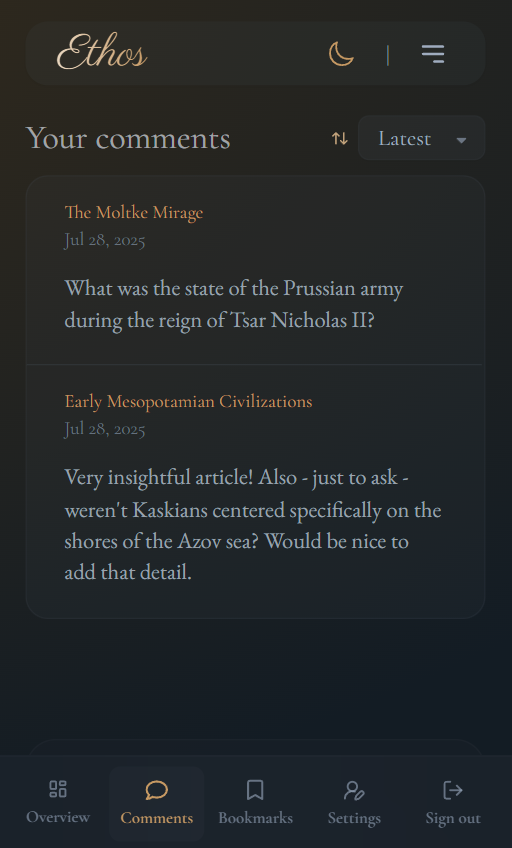 Ethos
|
Your comments
Latest
The Moltke Mirage
Jul 28, 2025
What was the state of the Prussian army
during the reign of Tsar Nicholas II?
Early Mesopotamian Civilizations
Jul 28, 2025
Very insightful article! Also - just to ask -
weren't Kaskians centered specifically on the
shores of the Azov sea? Would be nice to
add that detail.
Overview
Comments
Bookmarks
Settings
Sign out